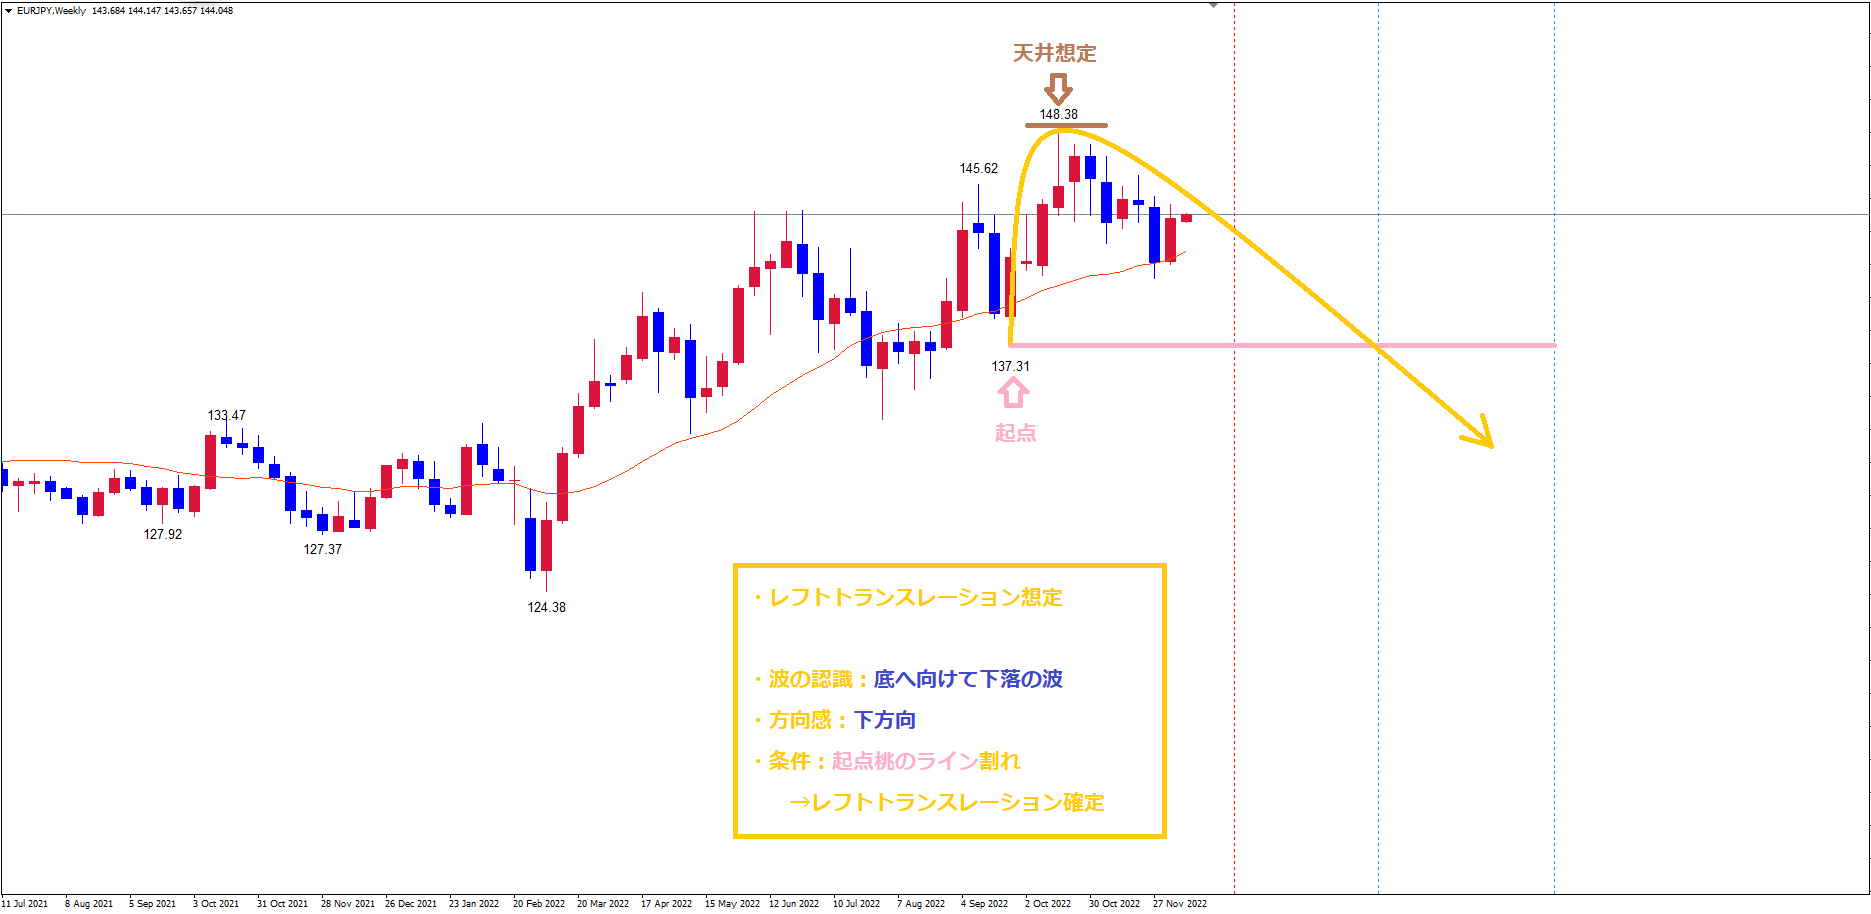 EURJPY,Weekly 143.684 144.147 143.657 144.048
天井想定
148.38
145.62
137.31
起点
133.47
127.92
127.37
124.38
・レフトトランスレーション想定
・波の認識：底へ向けて下落の波
・方向感：下方向
・条件：起点桃のライン割れ
→レフトトランスレーション確定
11 Jul 2021 8 Aug 2021 5 Sep 2021 3 Oct 2021 31 Oct 2021 28 Nov 2021 26 Dec 2021 23 Jan 2022 20 Feb 2022 20 Mar 2022 17 Apr 2022 15 May 2022 12 Jun 2022 10 Jul 2022 7 Aug 2022 4 Sep 2022 2 Oct 2022 30 Oct 2022 27 Nov 2022